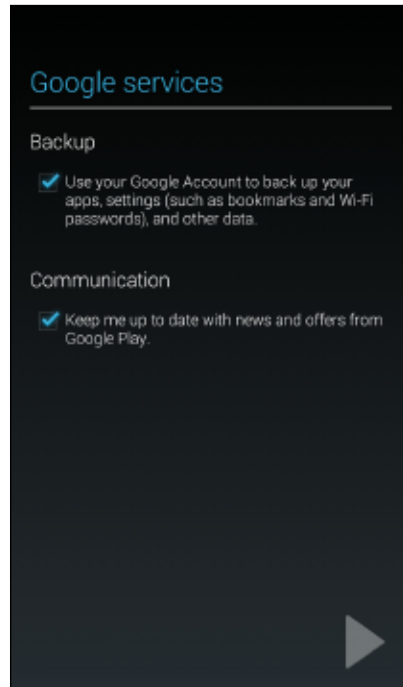 Google services
Backup
Use your Google Account to back up your
apps, settings (such as bookmarks and Wi-Fi
passwords), and other data.
Communication
Keep me up to date with news and offers from
Google Play.